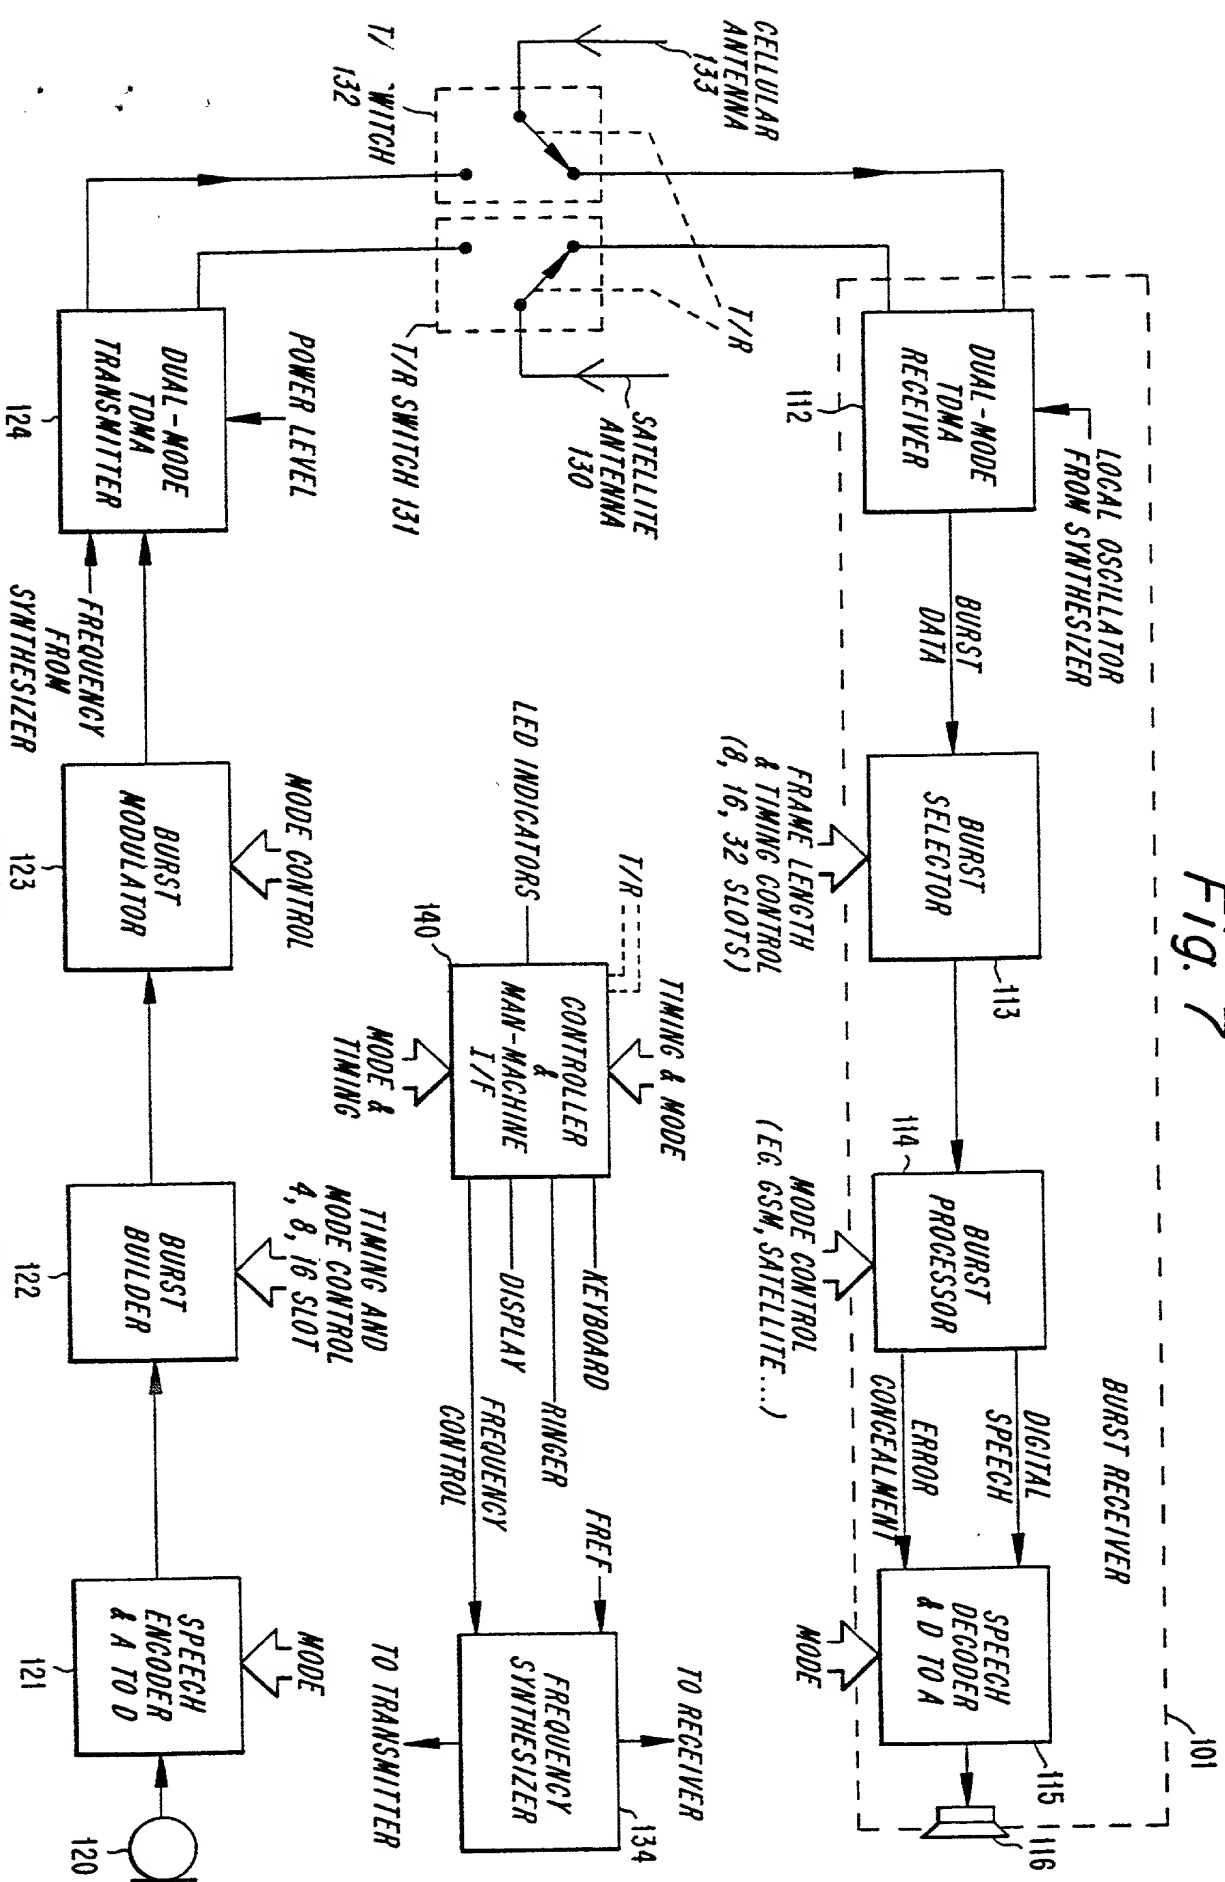 Fig. 7
BURST RECEIVER
101
LOCAL OSCILLATOR
FROM SYNTHESIZER
DUAL-MODE
TDMA
RECEIVER
112
BURST
DATA
BURST
SELECTOR
113
FRAME LENGTH
& TIMING CONTROL
(8, 16, 32 SLOTS)
BURST
PROCESSOR
114
MODE CONTROL
(EG. GSM, SATELLITE...)
DIGITAL
SPEECH
ERROR
CONCEALMENT
SPEECH
DECODER
& D TO A
115
MODE
116
CELLULAR
ANTENNA
133
T/R
SATELLITE
ANTENNA
130
T/ WITCH
132
T/R SWITCH 131
T/R
TIMING & MODE
LED INDICATORS
CONTROLLER
&
MAN-MACHINE
I/F
140
MODE &
TIMING
KEYBOARD
RINGER
DISPLAY
FREQUENCY
CONTROL
FREF
TO RECEIVER
FREQUENCY
SYNTHESIZER
134
TO TRANSMITTER
POWER LEVEL
DUAL-MODE
TDMA
TRANSMITTER
124
FREQUENCY
FROM
SYNTHESIZER
MODE CONTROL
BURST
MODULATOR
123
TIMING AND
MODE CONTROL
4, 8, 16 SLOT
BURST
BUILDER
122
MODE
SPEECH
ENCODER
& A TO D
121
120